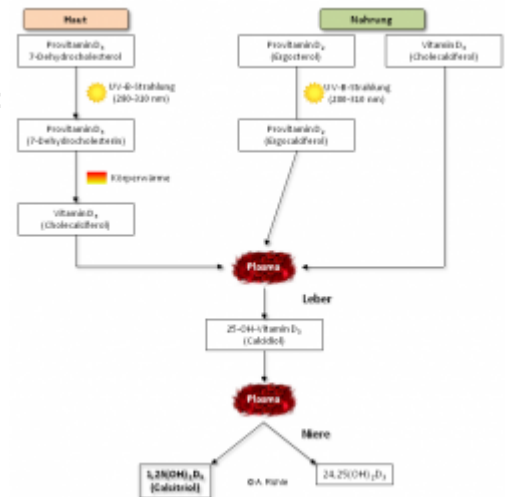 Haut
Nahrung
Provitamin D₃
7-Dehydrocholesterol
Provitamin D₂
(Ergosterol)
Vitamin D₃
(Cholecalciferol)
UV-B-Strahlung
(280-310 nm)
UV-B-Strahlung
(280-310 nm)
Provitamin D₃
(7-Dehydrocholesterin)
Provitamin D₂
(Ergocalciferol)
Körperwärme
Vitamin D₃
(Cholecalciferol)
Plasma
Leber
25-OH-Vitamin D₃
(Calcidiol)
Plasma
Niere
1,25(OH)₂D₃
(Calcitriol)
24,25(OH)₂D₃
© A.